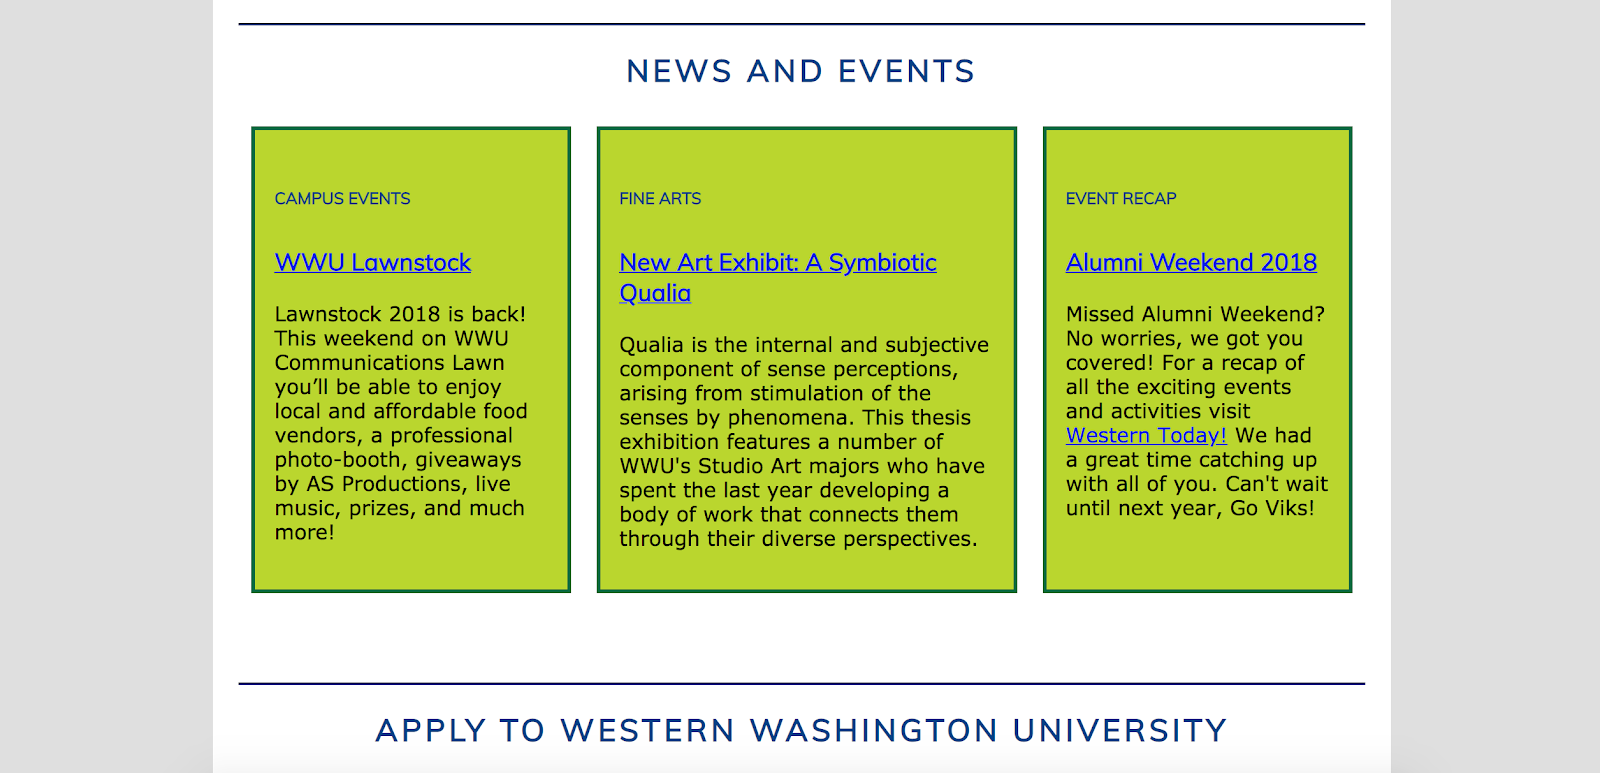 NEWS AND EVENTS
CAMPUS EVENTS
WWU Lawnstock
Lawnstock 2018 is back!
This weekend on WWU
Communications Lawn
you’ll be able to enjoy
local and affordable food
vendors, a professional
photo-booth, giveaways
by AS Productions, live
music, prizes, and much
more!
FINE ARTS
New Art Exhibit: A Symbiotic
Qualia
Qualia is the internal and subjective
component of sense perceptions,
arising from stimulation of the
senses by phenomena. This thesis
exhibition features a number of
WWU's Studio Art majors who have
spent the last year developing a
body of work that connects them
through their diverse perspectives.
EVENT RECAP
Alumni Weekend 2018
Missed Alumni Weekend?
No worries, we got you
covered! For a recap of
all the exciting events
and activities visit
Western Today! We had
a great time catching up
with all of you. Can't wait
until next year, Go Viks!
APPLY TO WESTERN WASHINGTON UNIVERSITY